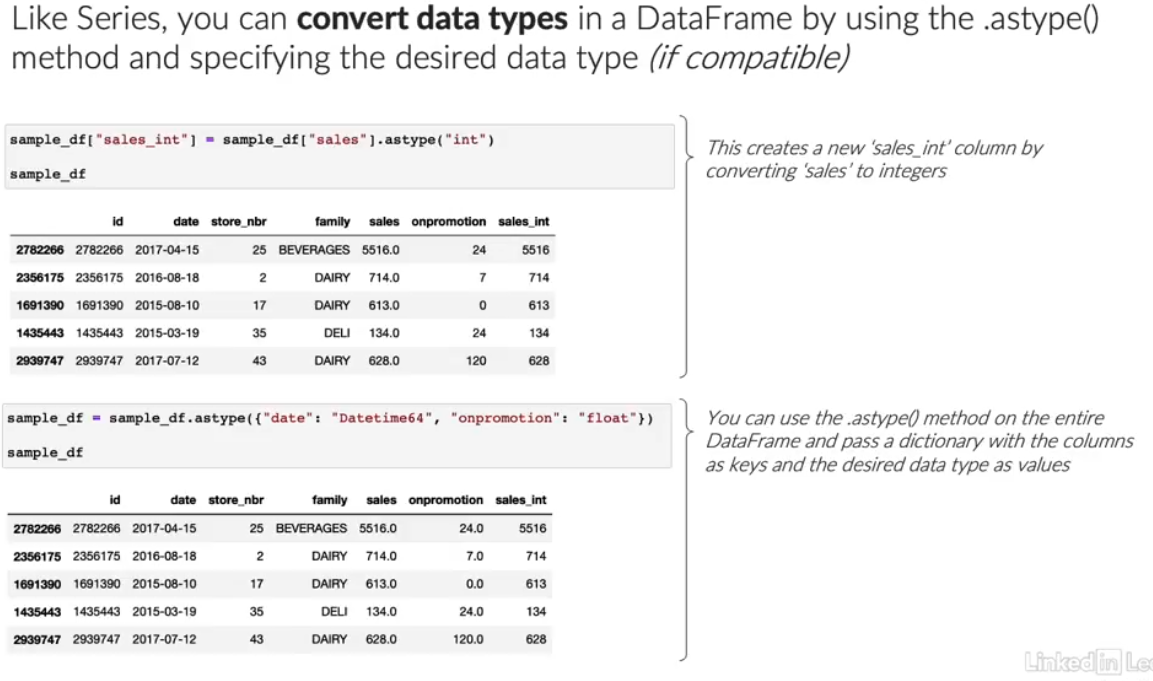 Like Series, you can convert data types in a DataFrame by using the .astype()
method and specifying the desired data type (if compatible)
sample_df["sales_int"] = sample_df["sales"].astype("int")
sample_df
This creates a new 'sales_int' column by
converting 'sales' to integers
id date store_nbr family sales onpromotion sales_int
2782266 2782266 2017-04-15 25 BEVERAGES 5516.0 24 5516
2356175 2356175 2016-08-18 2 DAIRY 714.0 7 714
1691390 1691390 2015-08-10 17 DAIRY 613.0 0 613
1435443 1435443 2015-03-19 35 DELI 134.0 24 134
2939747 2939747 2017-07-12 43 DAIRY 628.0 120 628
sample_df = sample_df.astype({"date": "Datetime64", "onpromotion": "float"})
sample_df
You can use the .astype() method on the entire
DataFrame and pass a dictionary with the columns
as keys and the desired data type as values
id date store_nbr family sales onpromotion sales_int
2782266 2782266 2017-04-15 25 BEVERAGES 5516.0 24.0 5516
2356175 2356175 2016-08-18 2 DAIRY 714.0 7.0 714
1691390 1691390 2015-08-10 17 DAIRY 613.0 0.0 613
1435443 1435443 2015-03-19 35 DELI 134.0 24.0 134
2939747 2939747 2017-07-12 43 DAIRY 628.0 120.0 628
Linked in